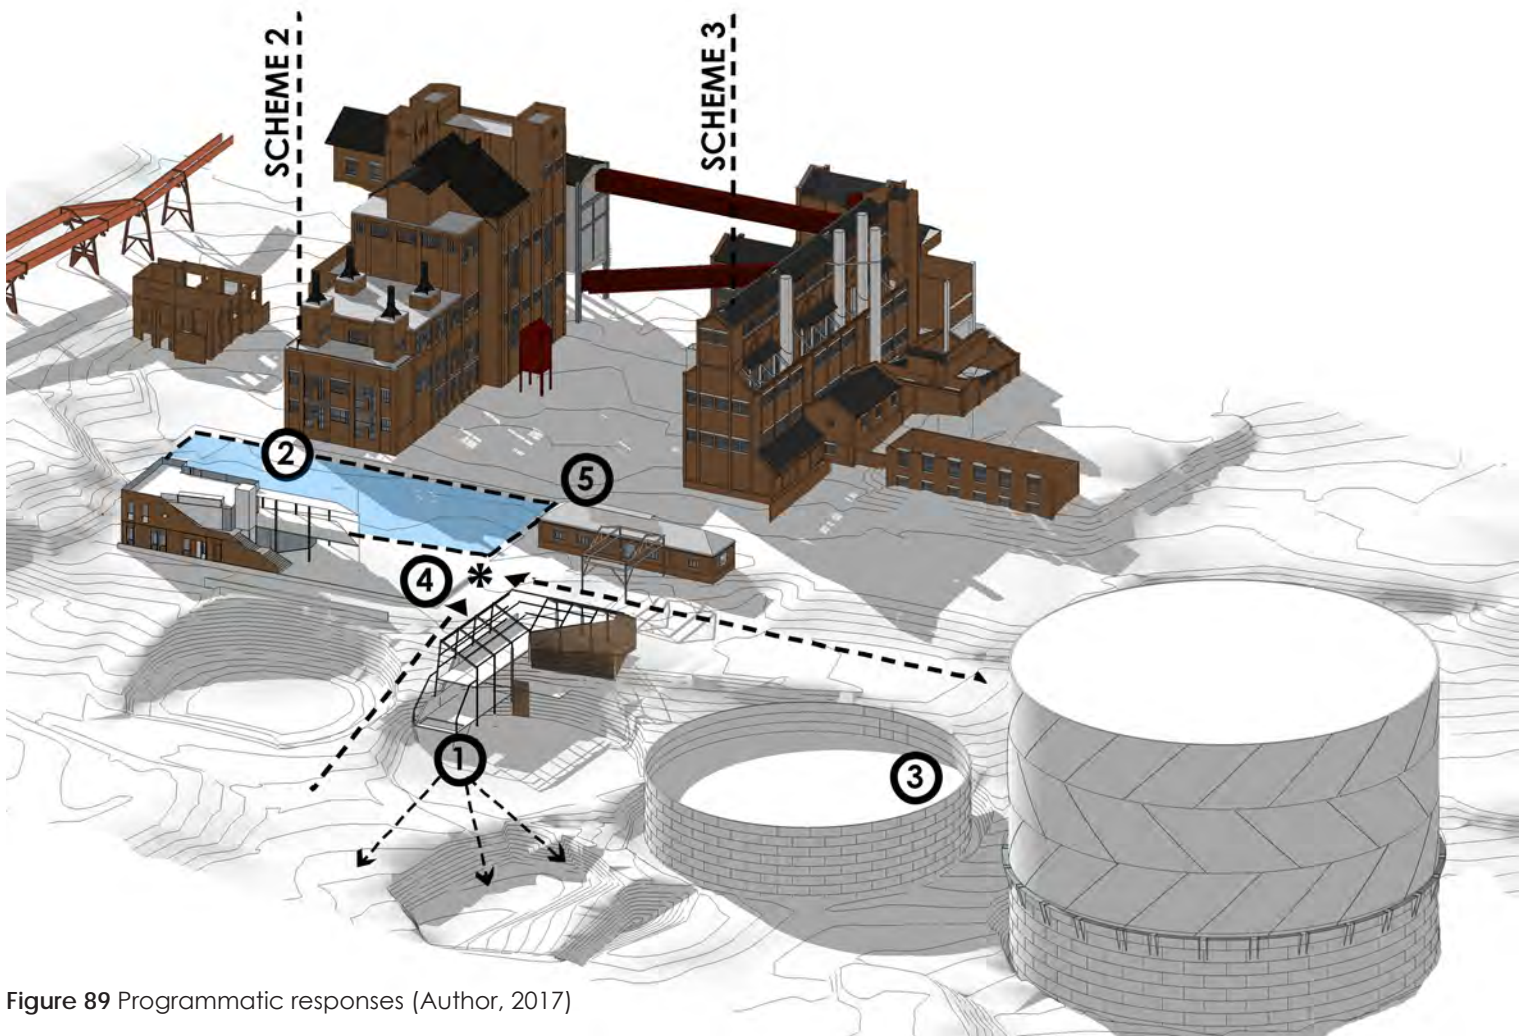 SCHEME 2
SCHEME 3
2
5
4 *
3
1
Figure 89 Programmatic responses (Author, 2017)